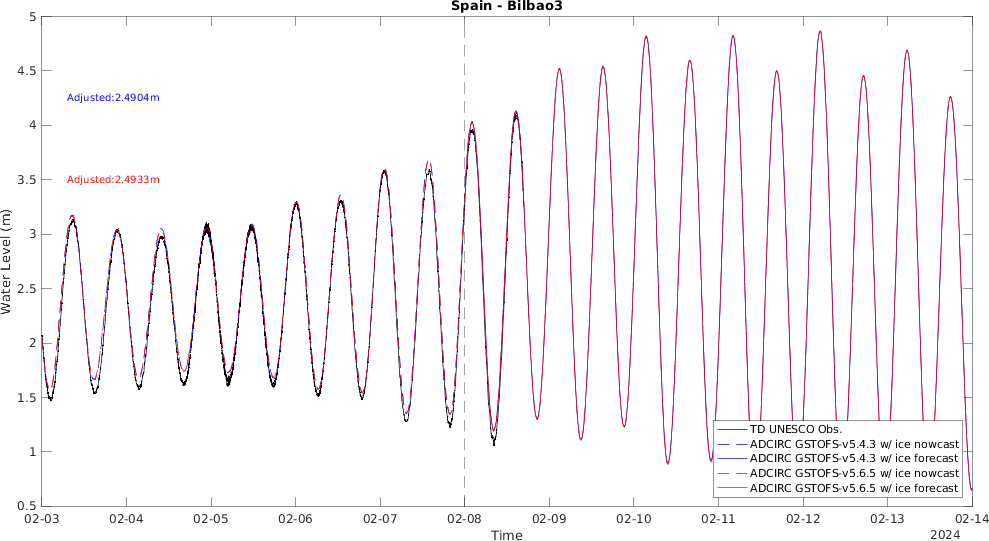 Spain - Bilbao3
5
4.5
4
3.5
3
2.5
2
1.5
1
0.5
Water Level (m)
Adjusted:2.4904m
Adjusted:2.4933m
TD UNESCO Obs.
ADCIRC GSTOFS-v5.4.3 w/ ice nowcast
ADCIRC GSTOFS-v5.4.3 w/ ice forecast
ADCIRC GSTOFS-v5.6.5 w/ ice nowcast
ADCIRC GSTOFS-v5.6.5 w/ ice forecast
02-03 02-04 02-05 02-06 02-07 02-08 02-09 02-10 02-11 02-12 02-13 02-14
Time
2024